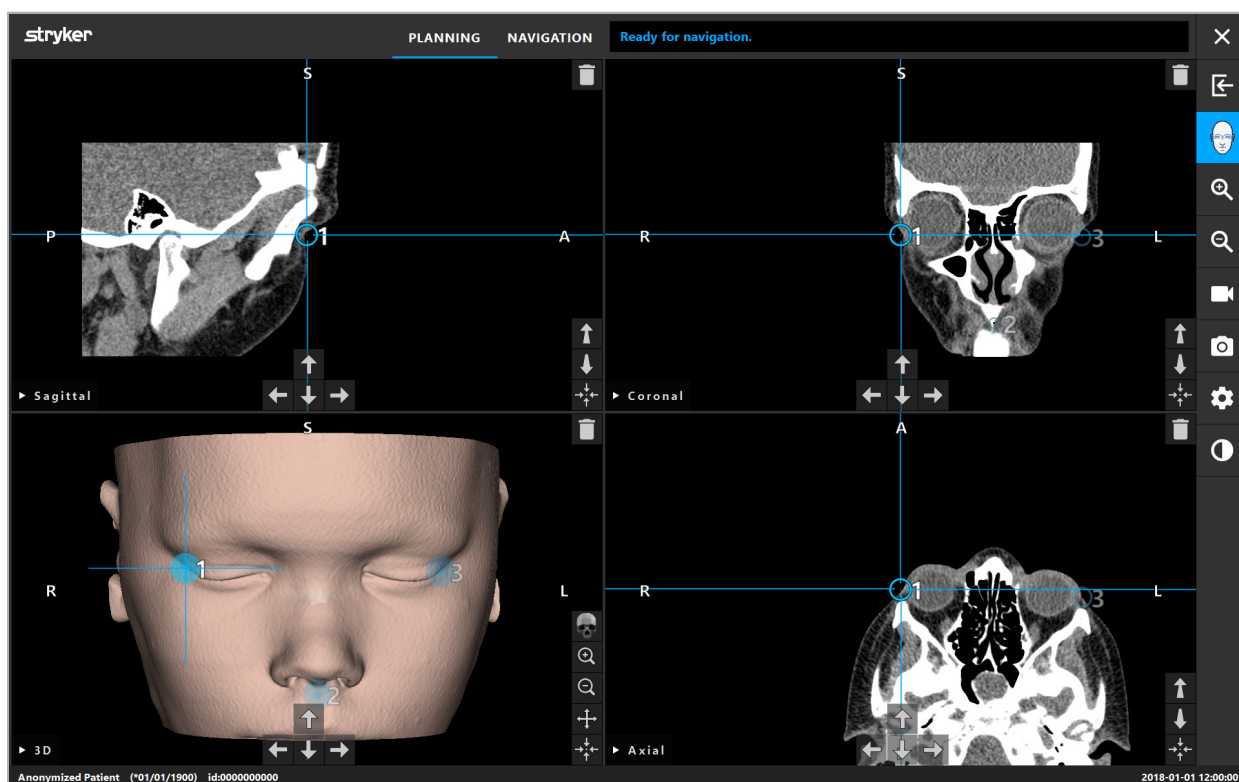 stryker
PLANNING NAVIGATION Ready for navigation.
S
P 1 A
Sagittal
S
R 1 3 L
2
Coronal
S
1 3
R L
2
3D
A
R 1 3 L
Axial
Anonymized Patient (*01/01/1900) id:0000000000 2018-01-01 12:00:00